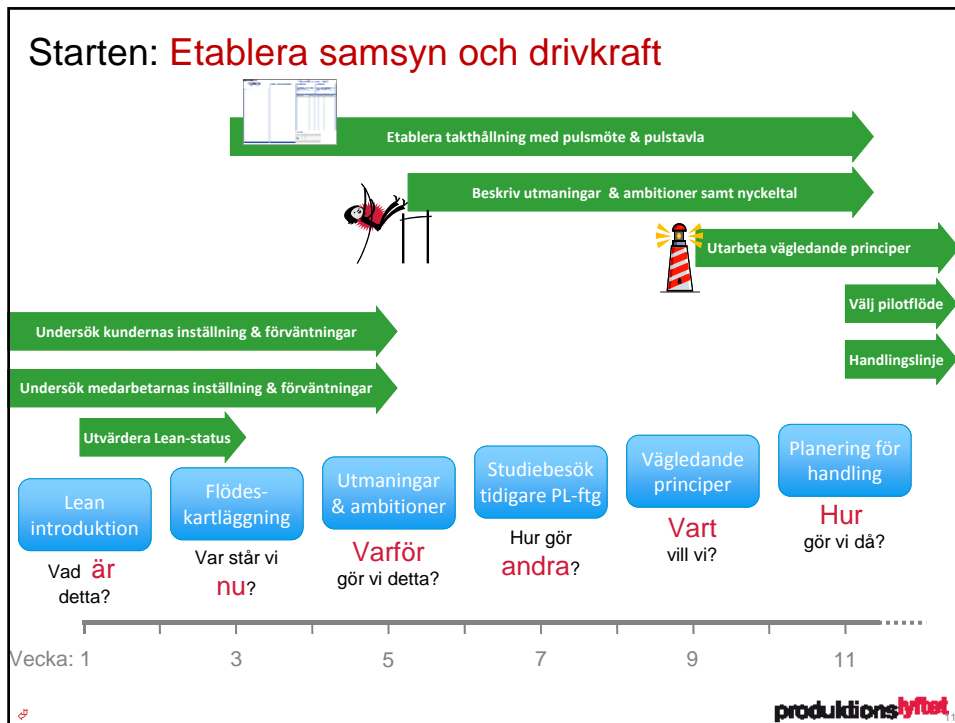 Starten: Etablera samsyn och drivkraft
Etablera takthållning med pulsmöte & pulstavla
Beskriv utmaningar & ambitioner samt nyckeltal
Utarbeta vägledande principer
Välj pilotflöde
Undersök kundernas inställning & förväntningar
Handlingslinje
Undersök medarbetarnas inställning & förväntningar
Utvärdera Lean-status
Lean
introduktion
Vad är
detta?
Flödes-
kartläggning
Var står vi
nu?
Utmaningar
& ambitioner
Varför
gör vi detta?
Studiebesök
tidigare PL-ftg
Hur gör
andra?
Vägledande
principer
Vart
vill vi?
Planering för
handling
Hur
gör vi då?
Vecka: 1 3 5 7 9 11
produktionslyftet
11